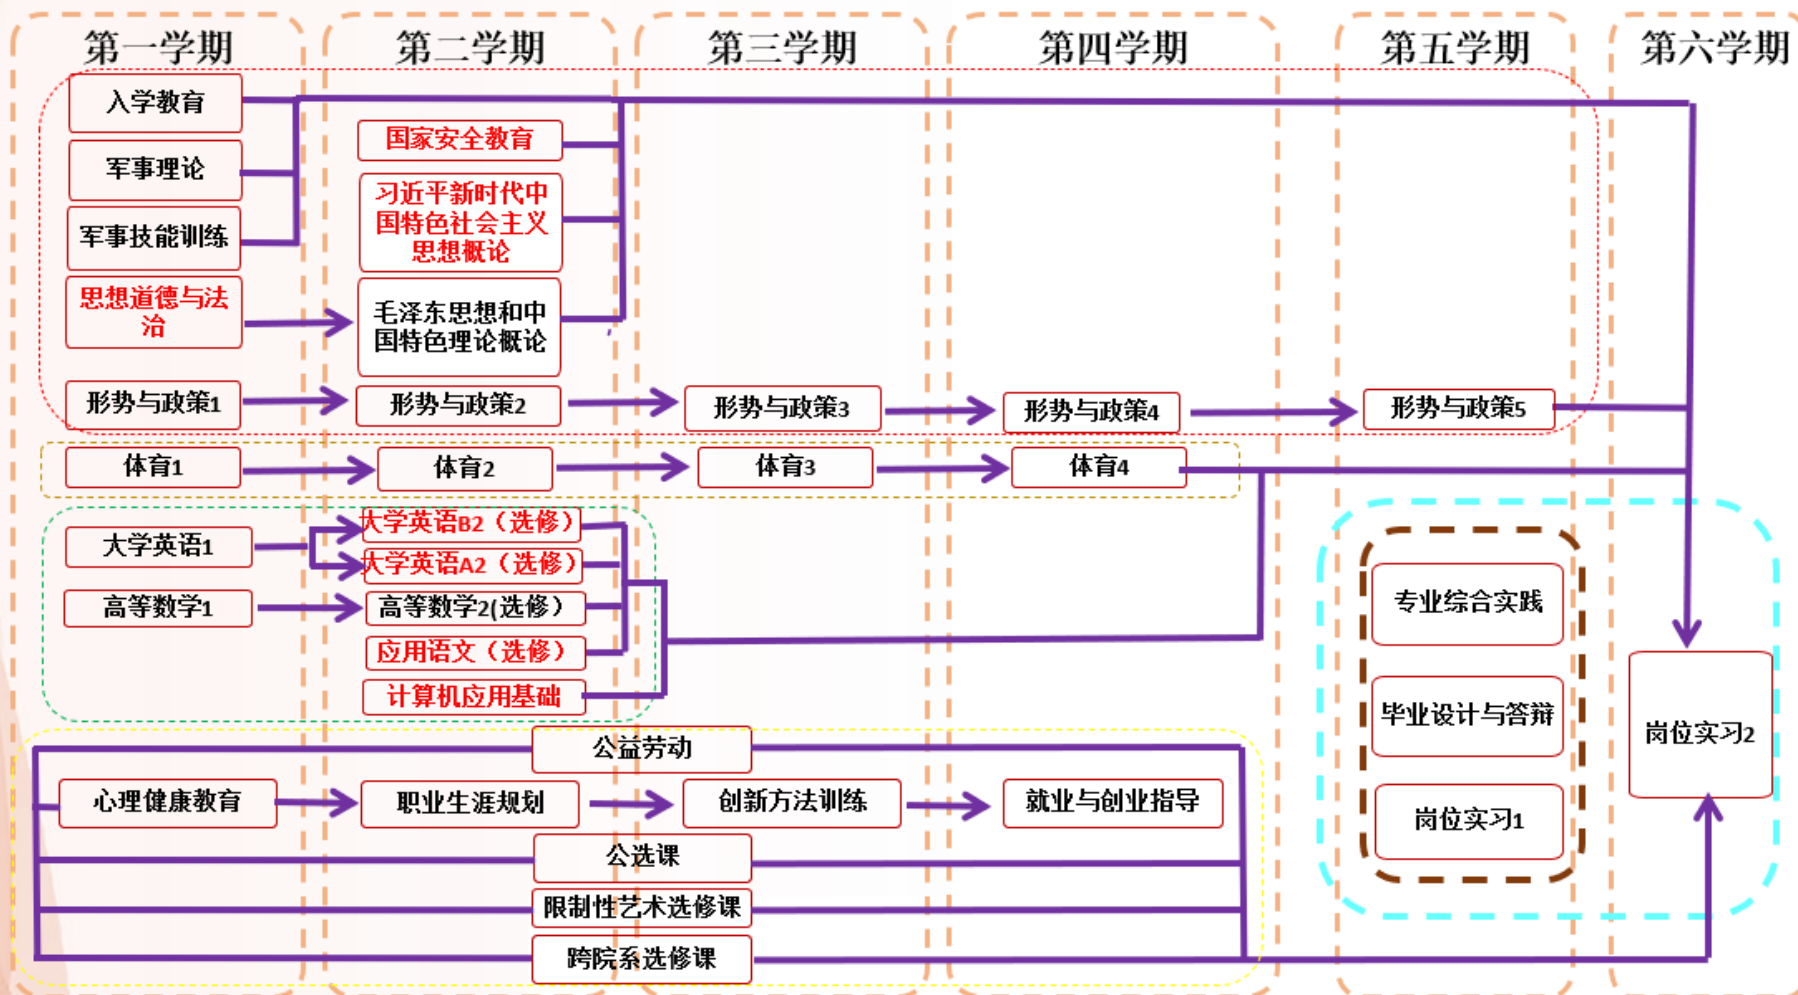 第一学期
第二学期
第三学期
第四学期
第五学期
第六学期
入学教育
军事理论
军事技能训练
思想道德与法
治
国家安全教育
习近平新时代中
国特色社会主义
思想概论
毛泽东思想和中
国特色理论概论
形势与政策1
形势与政策2
形势与政策3
形势与政策4
形势与政策5
体育1
体育2
体育3
体育4
大学英语1
大学英语B2（选修）
大学英语A2（选修）
高等数学1
高等数学2(选修）
应用语文（选修）
计算机应用基础
专业综合实践
毕业设计与答辩
岗位实习1
岗位实习2
公益劳动
心理健康教育
职业生涯规划
创新方法训练
就业与创业指导
公选课
限制性艺术选修课
跨院系选修课